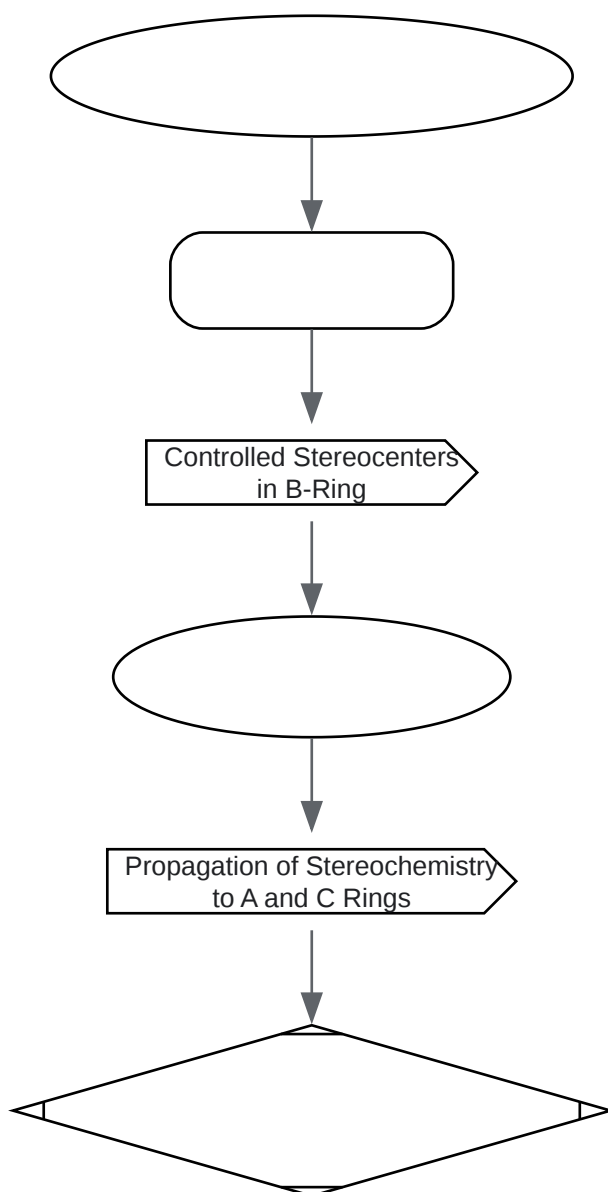 Controlled Stereocenters
in B-Ring
Propagation of Stereochemistry
to A and C Rings